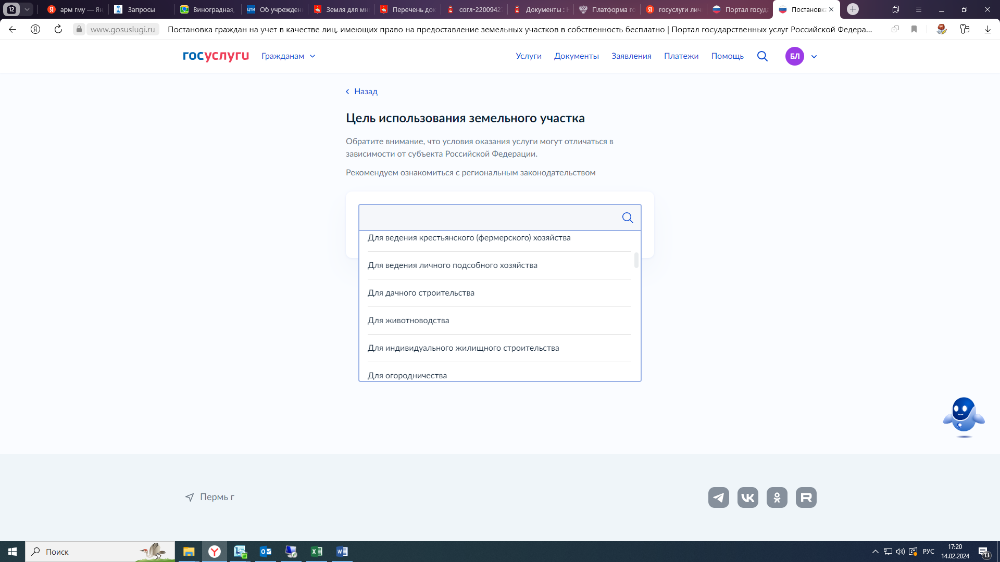 12
арм гму — Ян
Запросы
Виноградная,
Об учрежден
Земля для мн
Перечень док
согл-2200942
Документы : Н
Платформа го
госуслуги лич
Портал госуда
Постановка
www.gosuslugi.ru
Постановка граждан на учет в качестве лиц, имеющих право на предоставление земельных участков в собственность бесплатно | Портал государственных услуг Российской Федера...
госуслуги
Гражданам
Услуги
Документы
Заявления
Платежи
Помощь
БЛ
Назад
Цель использования земельного участка
Обратите внимание, что условия оказания услуги могут отличаться в
зависимости от субъекта Российской Федерации.
Рекомендуем ознакомиться с региональным законодательством
Для ведения крестьянского (фермерского) хозяйства
Для ведения личного подсобного хозяйства
Для дачного строительства
Для животноводства
Для индивидуального жилищного строительства
Для огородничества
Пермь г
Поиск
РУС
17:20
14.02.2024
13